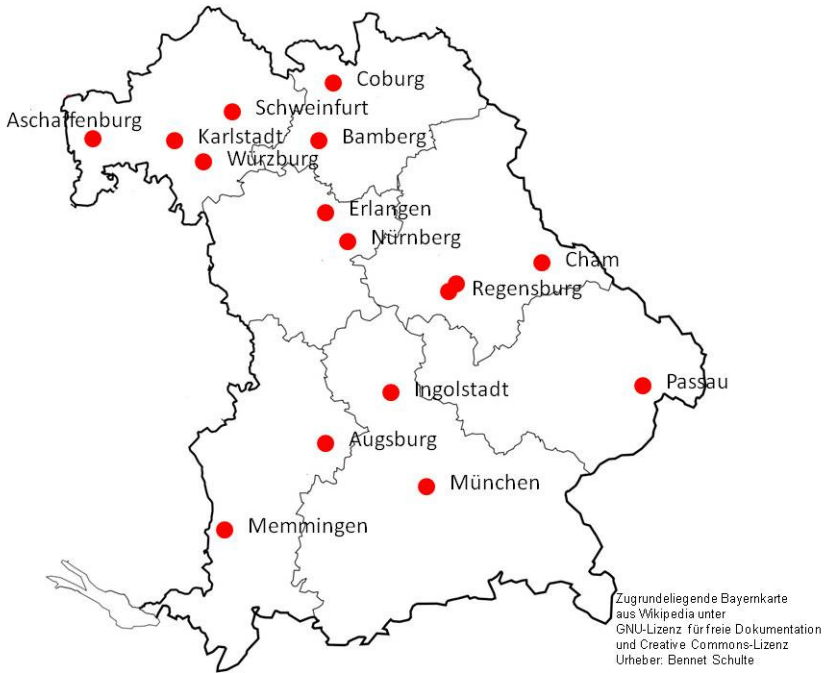 Coburg
Schweinfurt
Aschaffenburg
Karlstadt
Bamberg
Würzburg
Erlangen
Nürnberg
Cham
Regensburg
Passau
Ingolstadt
Augsburg
München
Memmingen
Zugrundeliegende Bayernkarte
aus Wikipedia unter
GNU-Lizenz für freie Dokumentation
und Creative Commons-Lizenz
Urheber: Bennet Schulte